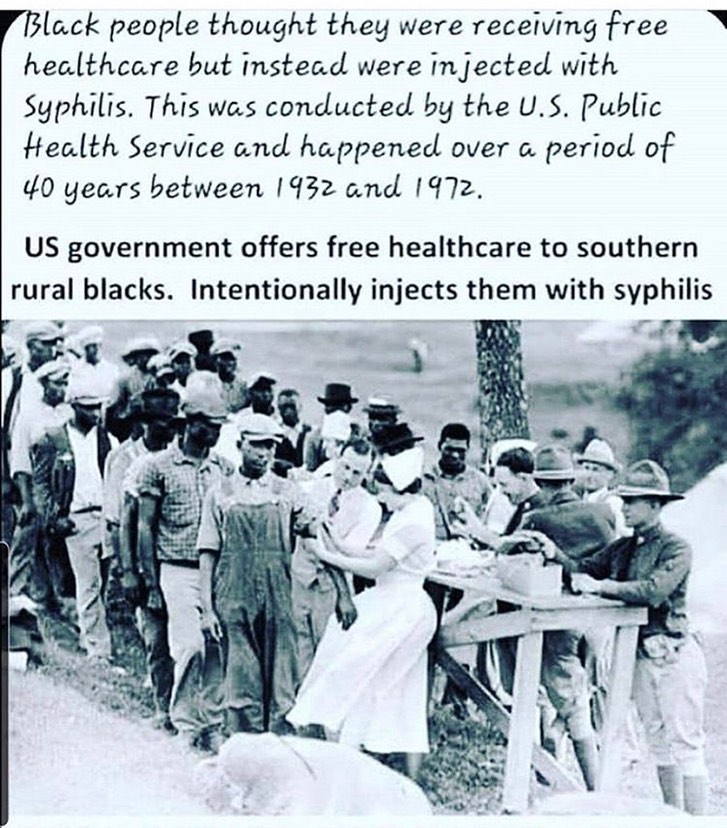 Black people thought they were receiving free
healthcare but instead were injected with
Syphilis. This was conducted by the U.S. Public
Health Service and happened over a period of
40 years between 1932 and 1972.
US government offers free healthcare to southern
rural blacks. Intentionally injects them with syphilis